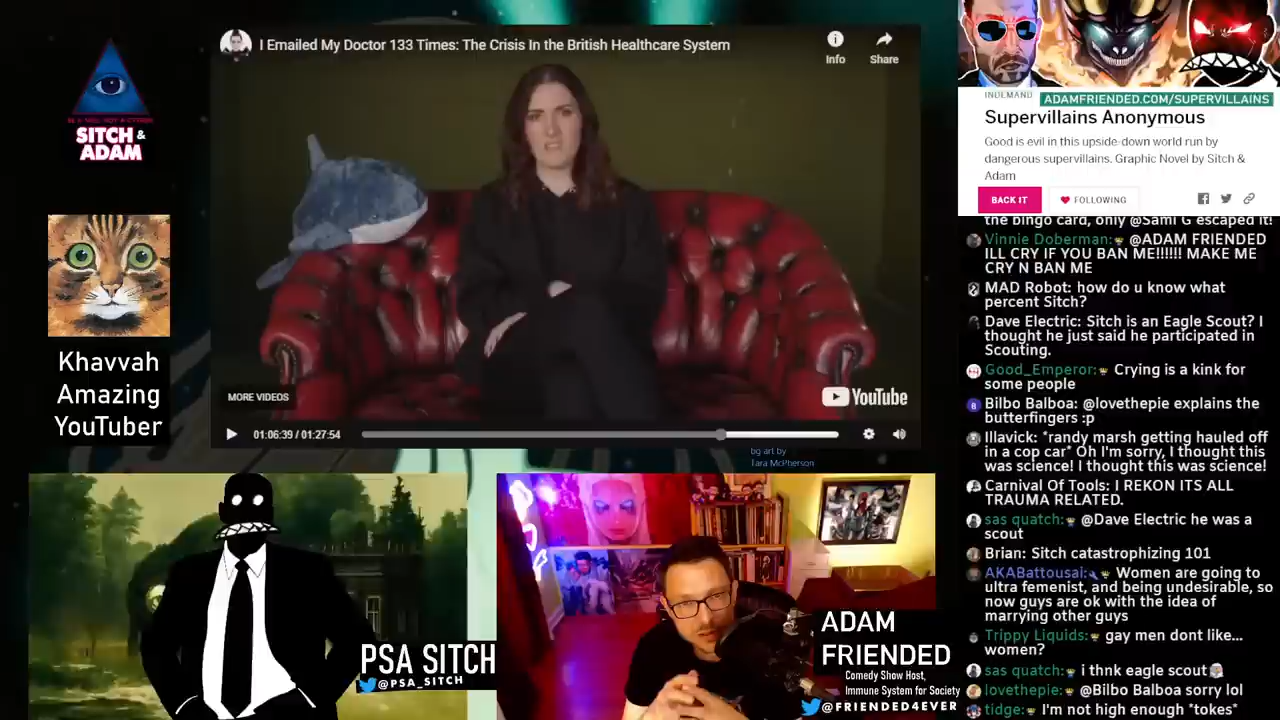 I Emailed My Doctor 133 Times: The Crisis In the British Healthcare System
Info
Share
SITCH &
ADAM
Khavvah
Amazing
YouTuber
MORE VIDEOS
YouTube
01:06:39 / 01:27:54
bg art by
Tara McPherson
PSA SITCH
@PSA_SITCH
ADAM
FRIENDED
Comedy Show Host,
Immune System for Society
@FRIENDED4EVER
INDEMAND
ADAMFRIENDED.COM/SUPERVILLAINS
Supervillains Anonymous
Good is evil in this upside-down world run by
dangerous supervillains. Graphic Novel by Sitch &
Adam
BACK IT
FOLLOWING
the bingo card, only @Sami G escaped it!
Vinnie Doberman: @ADAM FRIENDED
ILL CRY IF YOU BAN ME!!!!!! MAKE ME
CRY N BAN ME
MAD Robot: how do u know what
percent Sitch?
Dave Electric: Sitch is an Eagle Scout? I
thought he just said he participated in
Scouting.
Good_Emperor: Crying is a kink for
some people
Bilbo Balboa: @lovethepie explains the
butterfingers :p
Illavick: *randy marsh getting hauled off
in a cop car* Oh I'm sorry, I thought this
was science! I thought this was science!
Carnival Of Tools: I REKON ITS ALL
TRAUMA RELATED.
sas quatch: @Dave Electric he was a
scout
Brian: Sitch catastrophizing 101
AKABattousai: Women are going to
ultra femenist, and being undesirable, so
now guys are ok with the idea of
marrying other guys
Trippy Liquids: gay men dont like...
women?
sas quatch: i thnk eagle scout
lovethepie: @Bilbo Balboa sorry lol
tidge: I'm not high enough *tokes*